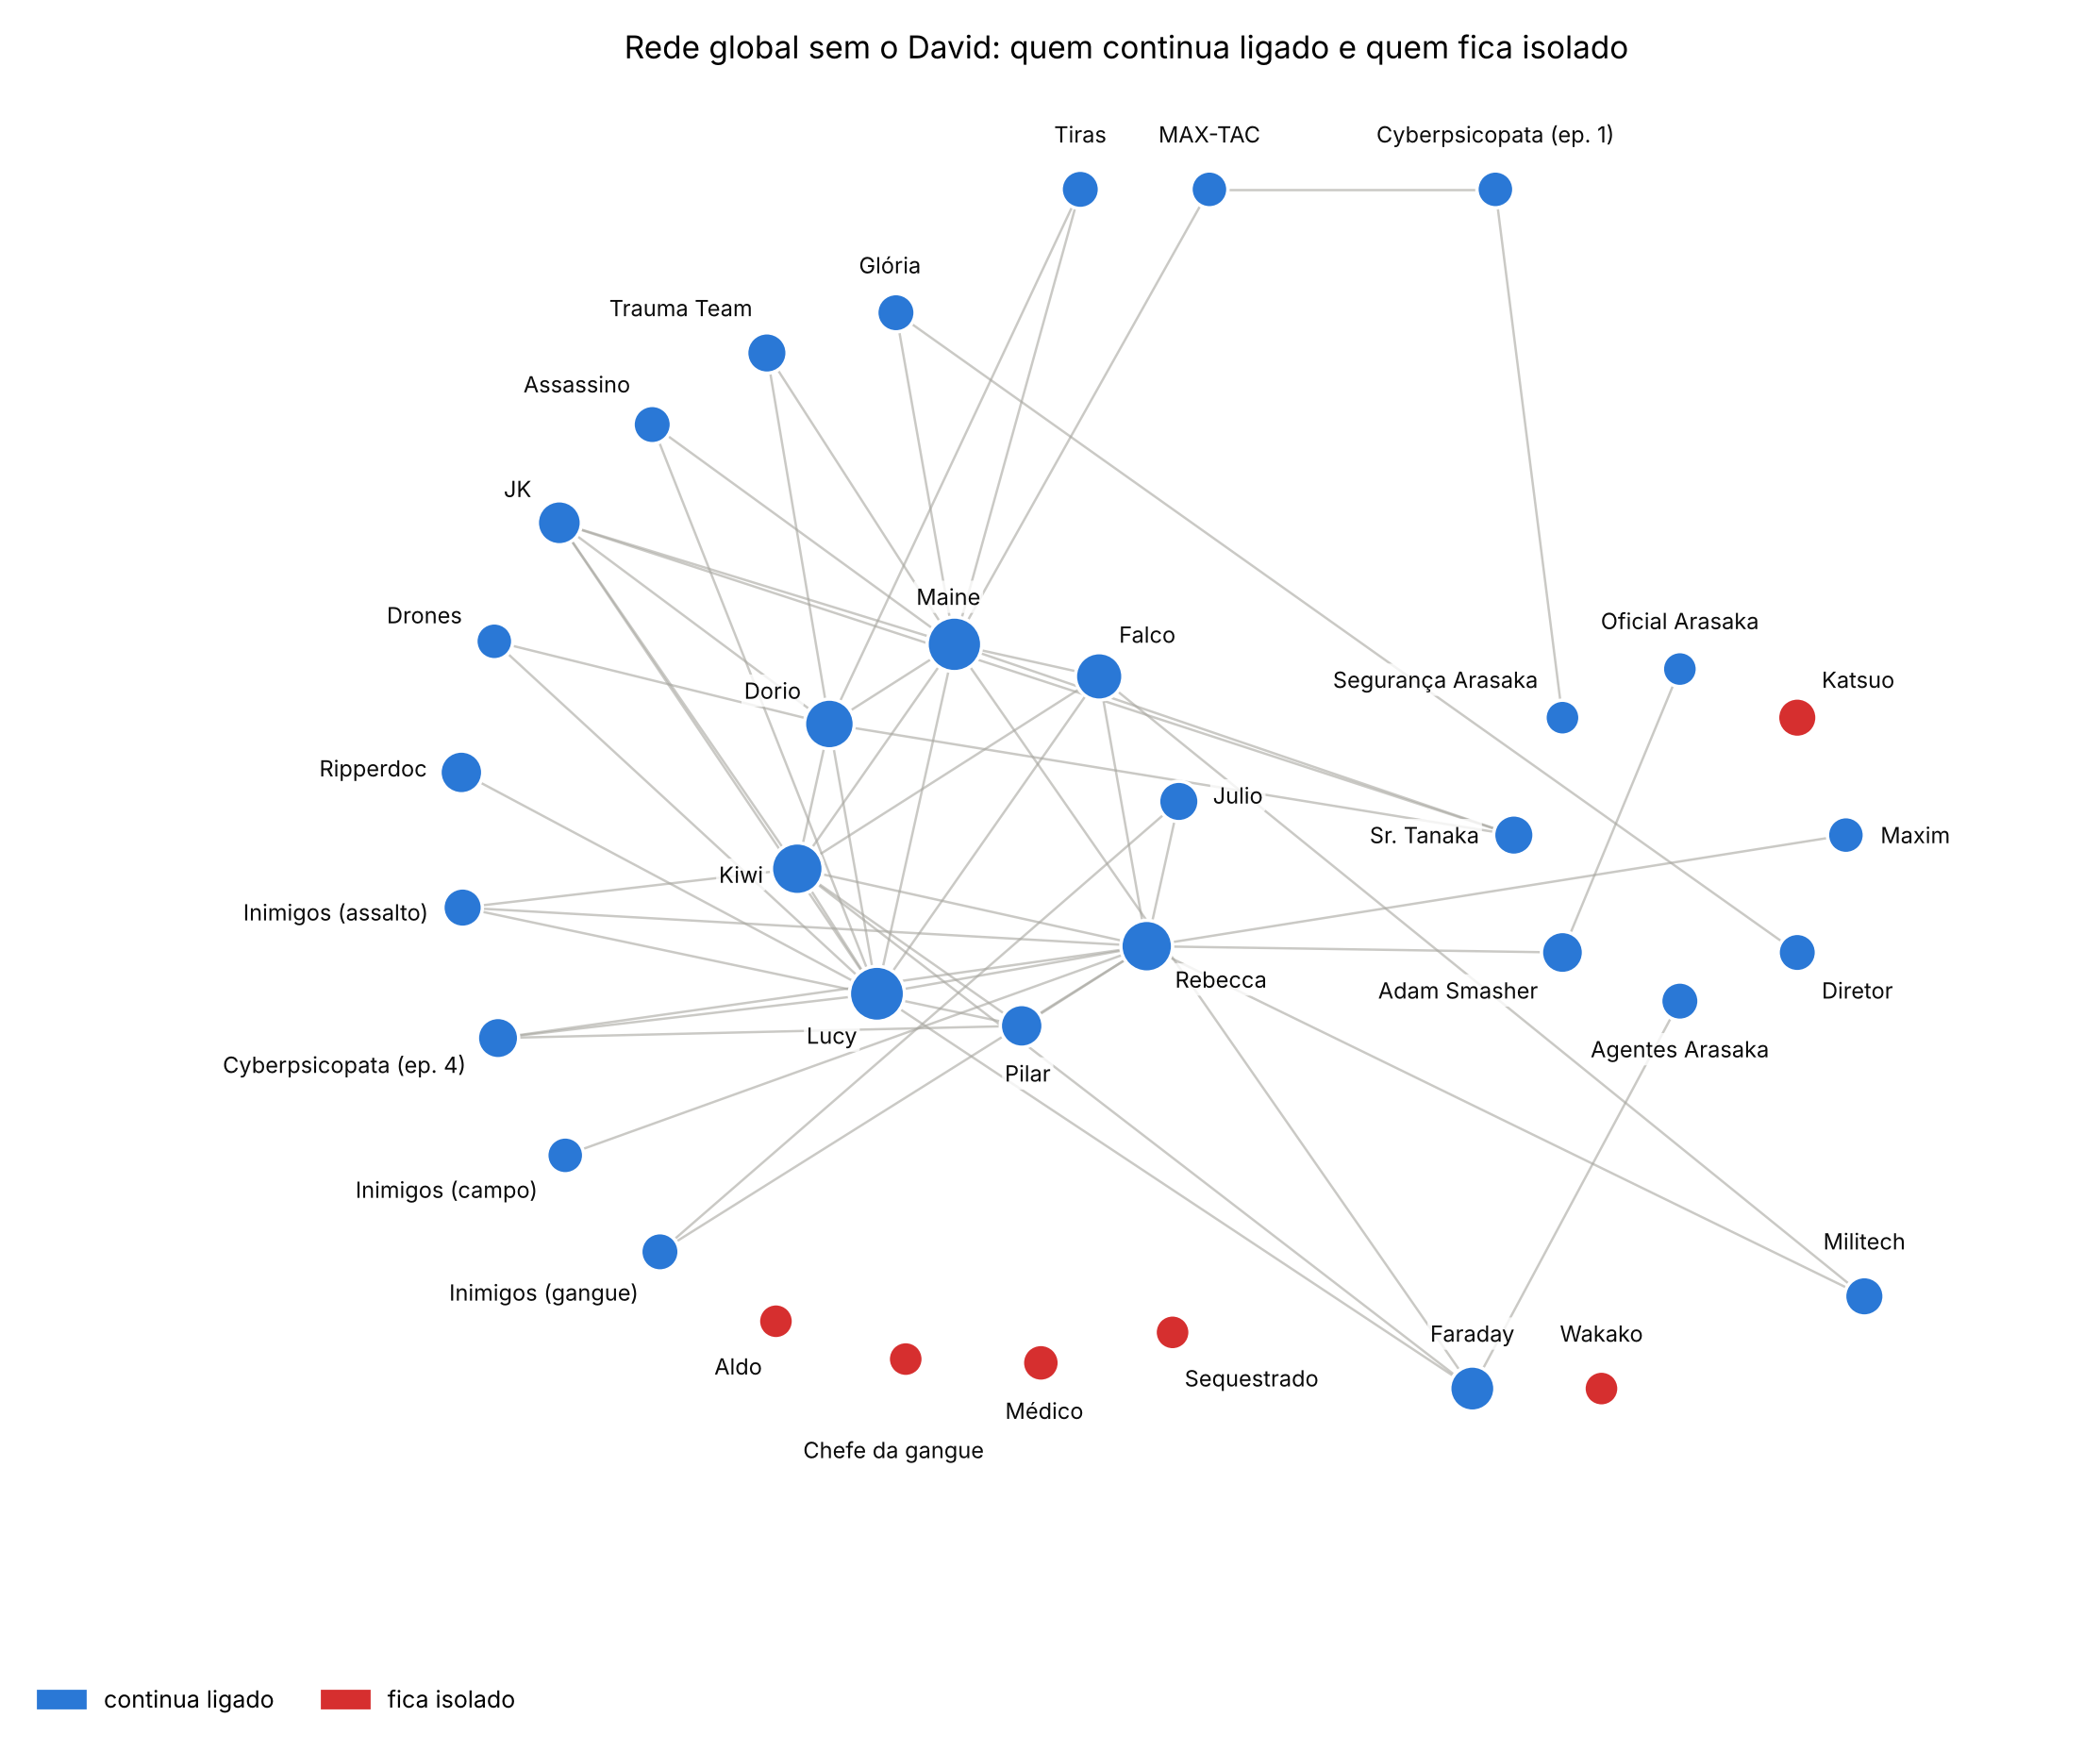 Rede global sem o David: quem continua ligado e quem fica isolado
Tiras
MAX-TAC
Cyberpsicopata (ep. 1)
Glória
Trauma Team
Assassino
JK
Maine
Drones
Falco
Oficial Arasaka
Segurança Arasaka
Katsuo
Dorio
Ripperdoc
Julio
Sr. Tanaka
Maxim
Kiwi
Inimigos (assalto)
Rebecca
Adam Smasher
Diretor
Lucy
Agentes Arasaka
Cyberpsicopata (ep. 4)
Pilar
Inimigos (campo)
Militech
Inimigos (gangue)
Faraday
Wakako
Aldo
Sequestrado
Médico
Chefe da gangue
continua ligado
fica isolado